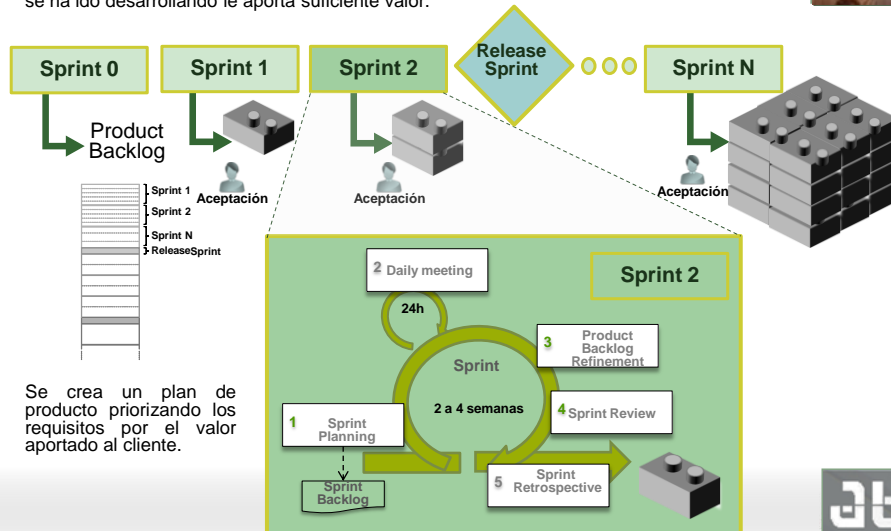 se ha ido desarrollando le aporta suficiente valor.
Sprint 0
Sprint 1
Sprint 2
Release
Sprint
Sprint N
Product
Backlog
Aceptación
Aceptación
Aceptación
Sprint 1
Sprint 2
Sprint N
ReleaseSprint
Se crea un plan de
producto priorizando los
requisitos por el valor
aportado al cliente.
Sprint 2
2 Daily meeting
24h
3 Product
Backlog
Refinement
Sprint
2 a 4 semanas
1 Sprint
Planning
4 Sprint Review
Sprint
Backlog
5 Sprint
Retrospective